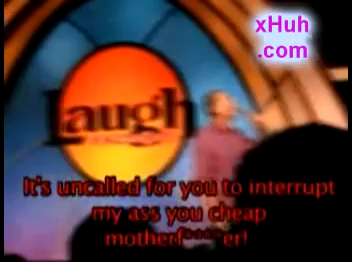 xHuh
.com
Laugh
It's uncalled for you to interrupt
my ass you cheap
motherf****er!